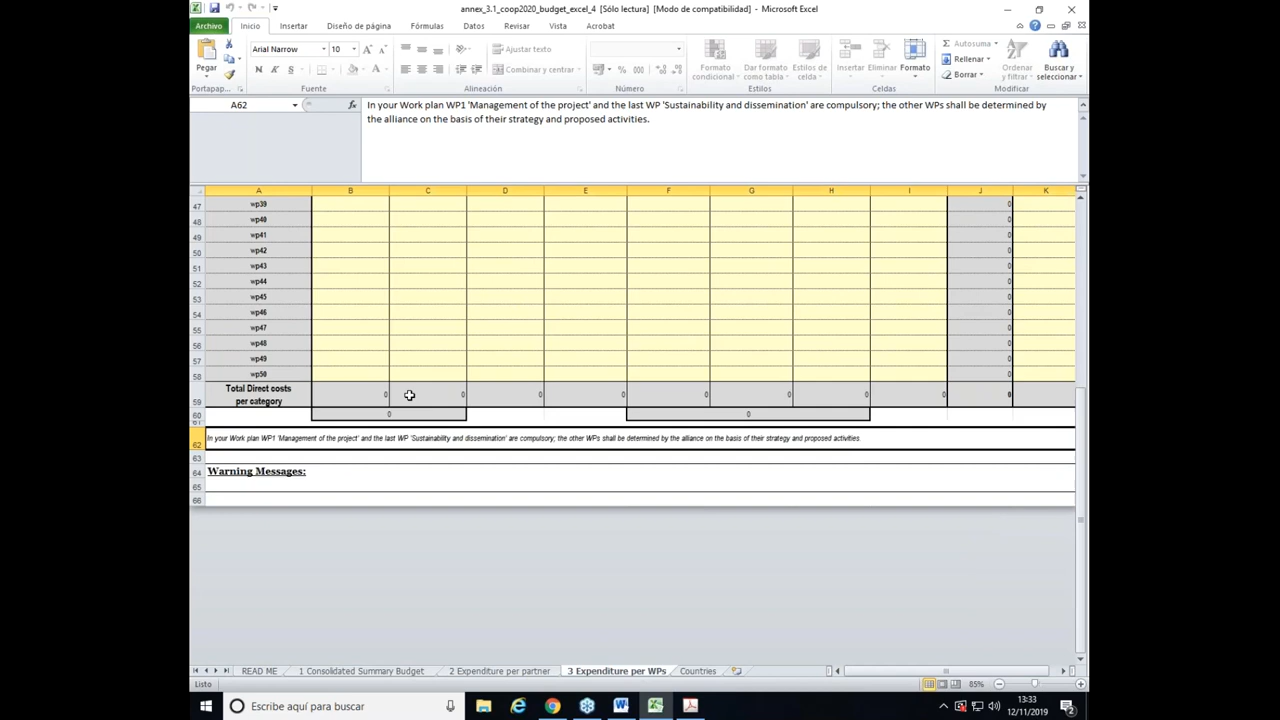 annex_3.1_coop2020_budget_excel_4 [Sólo lectura] [Modo de compatibilidad] - Microsoft Excel
Archivo Inicio Insertar Diseño de página Fórmulas Datos Revisar Vista Acrobat
Pegar
Arial Narrow 10
N K S
Ajustar texto
Combinar y centrar
% 000
Formato condicional
Dar formato como tabla
Estilos de celda
Insertar Eliminar Formato
Σ Autosuma
Rellenar
Borrar
Ordenar y filtrar
Buscar y seleccionar
Portapap... Fuente Alineación Número Estilos Celdas Modificar
A62 fx In your Work plan WP1 'Management of the project' and the last WP 'Sustainability and dissemination' are compulsory; the other WPs shall be determined by
the alliance on the basis of their strategy and proposed activities.
A B C D E F G H I J K
47 wp39 0
48 wp40 0
49 wp41 0
50 wp42 0
51 wp43 0
52 wp44 0
53 wp45 0
54 wp46 0
55 wp47 0
56 wp48 0
57 wp49 0
58 wp50 0
59 Total Direct costs per category 0 0 0 0 0 0 0 0 0
60 0 0
61
62 In your Work plan WP1 'Management of the project' and the last WP 'Sustainability and dissemination' are compulsory; the other WPs shall be determined by the alliance on the basis of their strategy and proposed activities.
63
64 Warning Messages:
65
66
READ ME 1 Consolidated Summary Budget 2 Expenditure per partner 3 Expenditure per WPs Countries
Listo 85%
Escribe aquí para buscar
13:33
12/11/2019
2